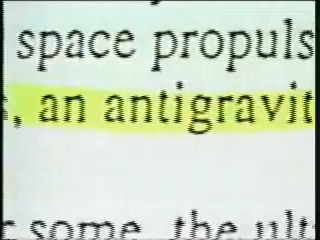 space propuls
, an antigravit
r some, the ult